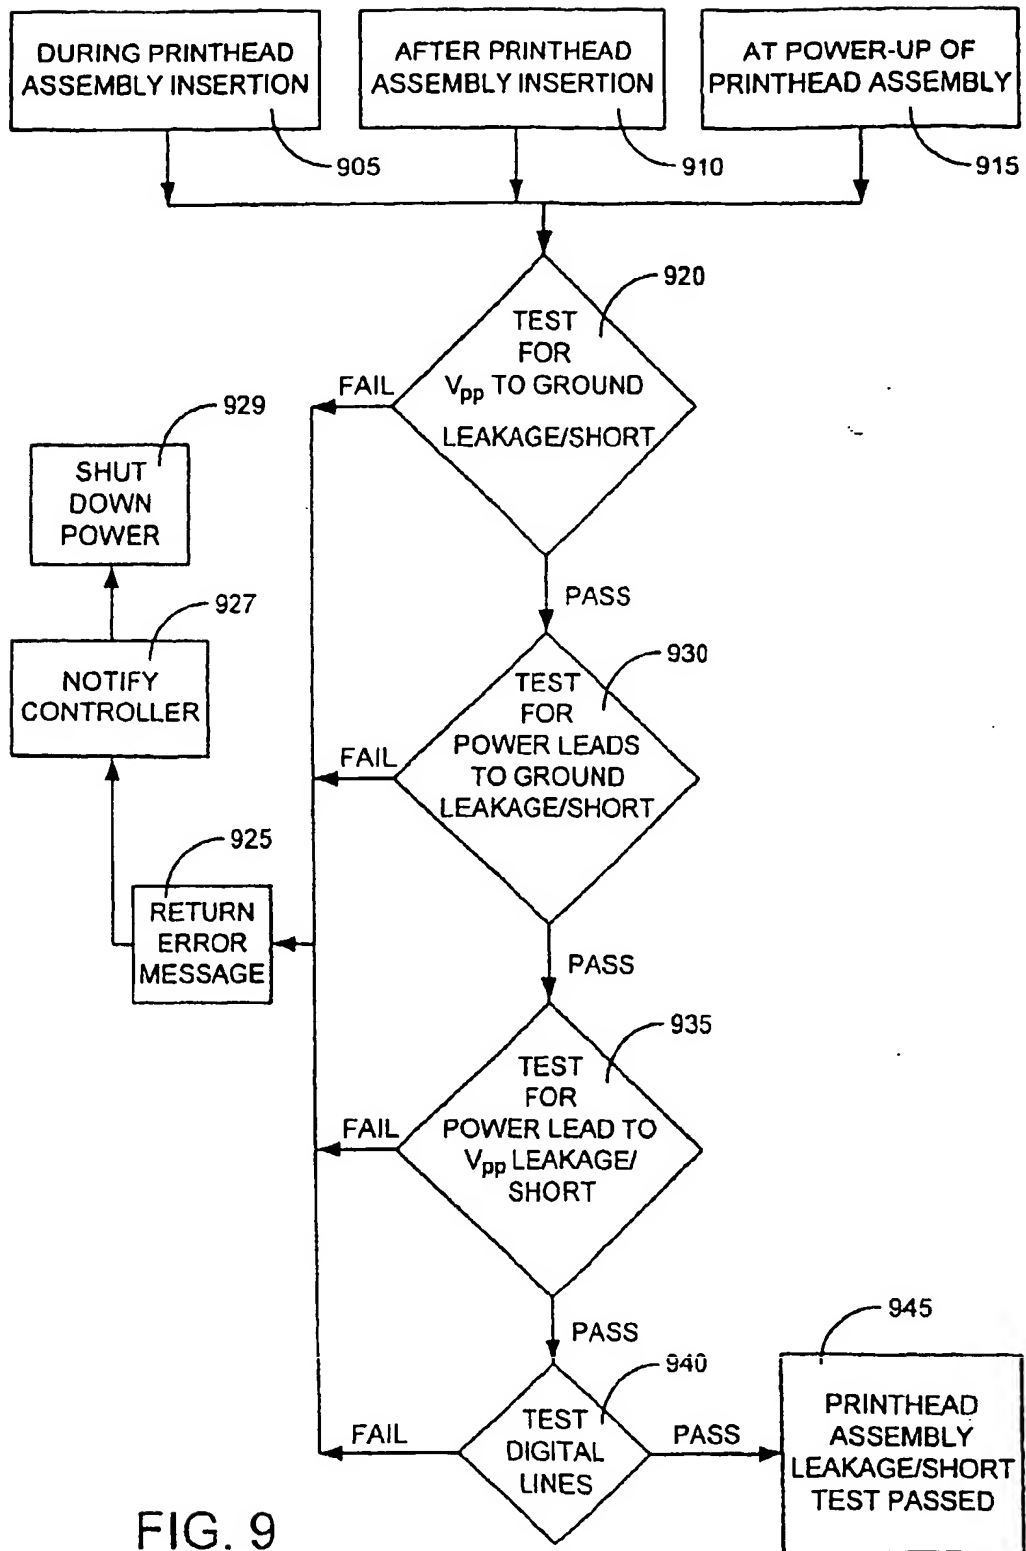 DURING PRINTHEAD
ASSEMBLY INSERTION
905
AFTER PRINTHEAD
ASSEMBLY INSERTION
910
AT POWER-UP OF
PRINTHEAD ASSEMBLY
915
920
TEST
FOR
Vpp TO GROUND
LEAKAGE/SHORT
FAIL
PASS
929
SHUT
DOWN
POWER
927
NOTIFY
CONTROLLER
925
RETURN
ERROR
MESSAGE
930
TEST
FOR
POWER LEADS
TO GROUND
LEAKAGE/SHORT
FAIL
PASS
935
TEST
FOR
POWER LEAD TO
Vpp LEAKAGE/
SHORT
FAIL
PASS
940
TEST
DIGITAL
LINES
FAIL
PASS
945
PRINTHEAD
ASSEMBLY
LEAKAGE/SHORT
TEST PASSED
FIG. 9